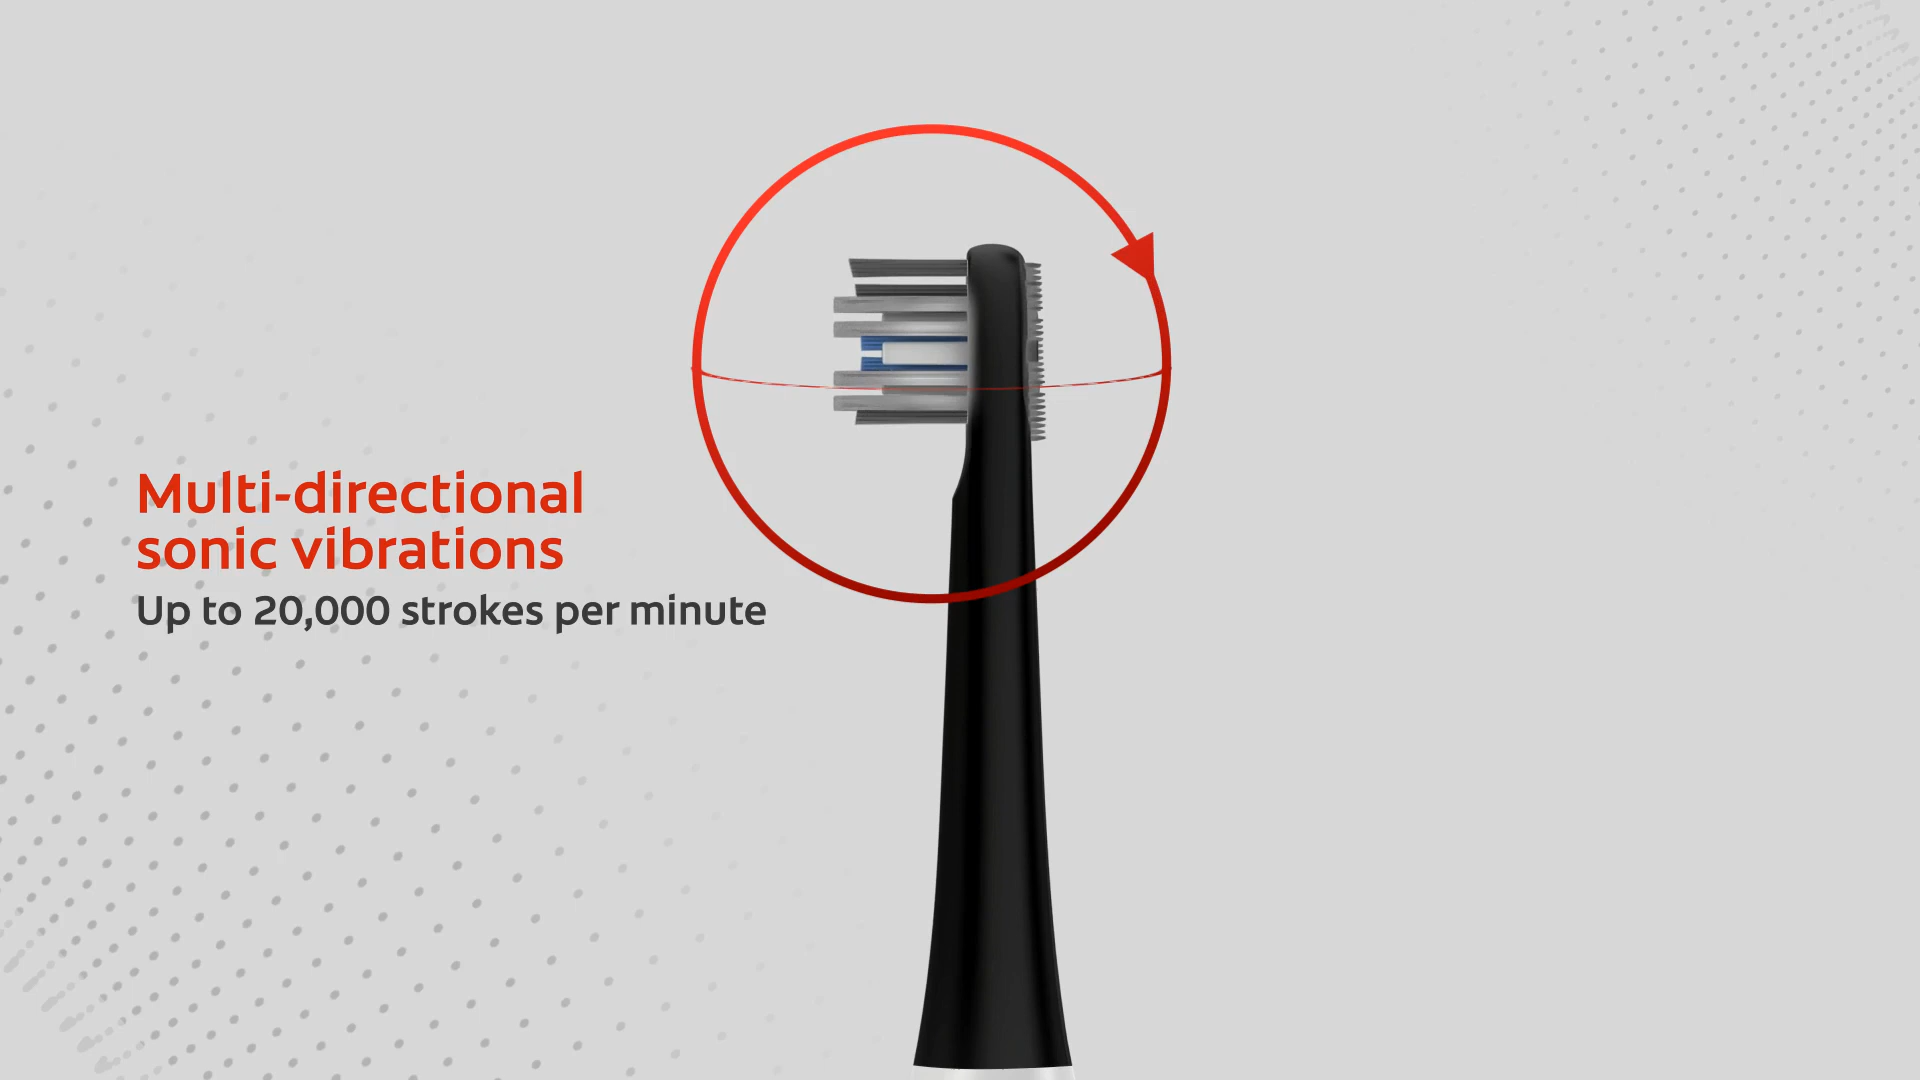 Multi-directional
sonic vibrations
Up to 20,000 strokes per minute